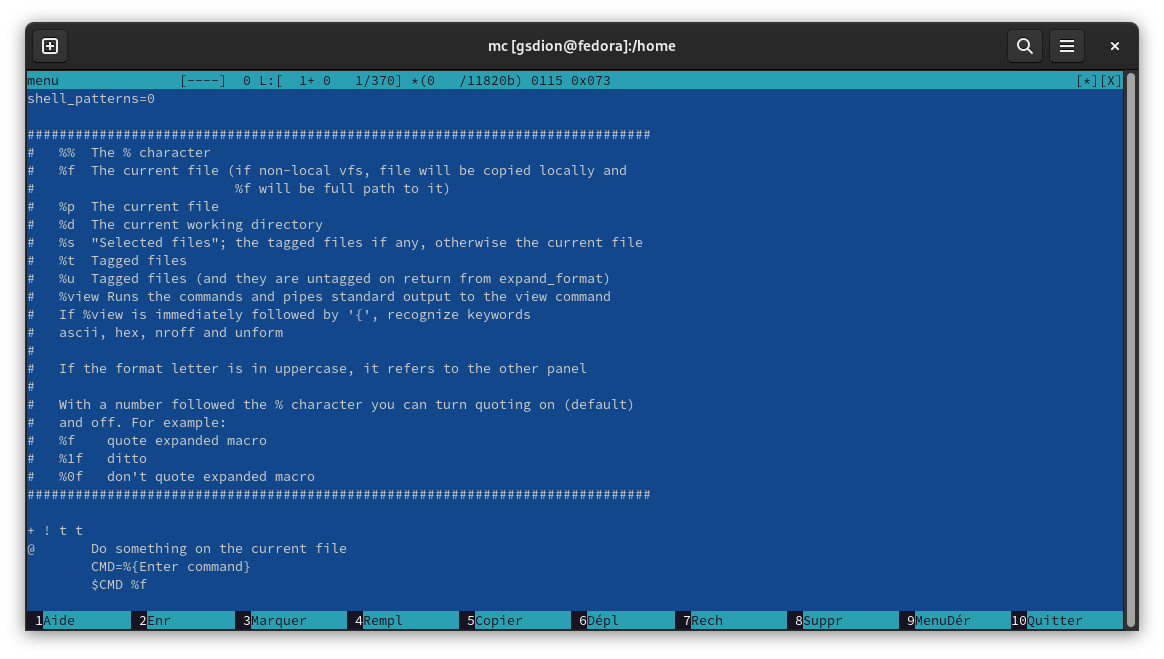 mc [gsdion@fedora]:/home
menu               [----]  0 L:[  1+ 0   1/370] *(0   /11820b) 0115 0x073                    [*][X]
shell_patterns=0
##############################################################################
#   %%  The % character
#   %f  The current file (if non-local vfs, file will be copied locally and
#                         %f will be full path to it)
#   %p  The current file
#   %d  The current working directory
#   %s  "Selected files"; the tagged files if any, otherwise the current file
#   %t  Tagged files
#   %u  Tagged files (and they are untagged on return from expand_format)
#   %view Runs the commands and pipes standard output to the view command
#   If %view is immediately followed by '{', recognize keywords
#   ascii, hex, nroff and unform
#
#   If the format letter is in uppercase, it refers to the other panel
#
#   With a number followed the % character you can turn quoting on (default)
#   and off. For example:
#   %f    quote expanded macro
#   %1f   ditto
#   %0f   don't quote expanded macro
##############################################################################
+ ! t t
@       Do something on the current file
        CMD=%{Enter command}
        $CMD %f
1Aide 2Enr 3Marquer 4Rempl 5Copier 6Dépl 7Rech 8Suppr 9MenuDér 10Quitter